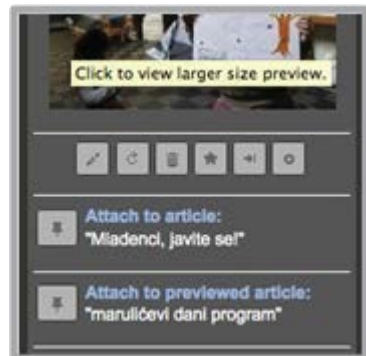 Click to view larger size preview.
Attach to article:
"Mladenci, javite se!"
Attach to previewed article:
"marulićevi dani program"